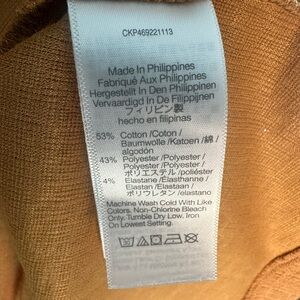 CKP469221113
Made In Philippines
Fabriqué Aux Philippines
Hergestellt In Den Philippinen
Vervaardigd In De Filippijnen
フィリピン製
hecho en filipinas
53% Cotton /Coton /
Baumwolle /Katoen /綿 /
algodón
43% Polyester /Polyester /
Polyester /Polyester /
ポリエステル /poliéster
4% Elastane /Élasthanne /
Elastan /Elastaan /
ポリウレタン /elastano
Machine Wash Cold With Like
Colors. Non-Chlorine Bleach
Only. Tumble Dry Low, Iron
On Lowest Setting.